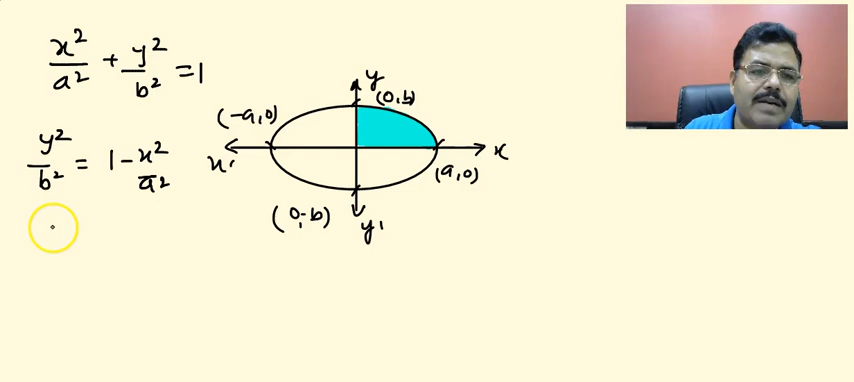 x²/a² + y²/b² = 1
y
(0,b)
(-a,0)
y²/b² = 1 - x²/a²
x'
x
(a,0)
(0,-b)
y'